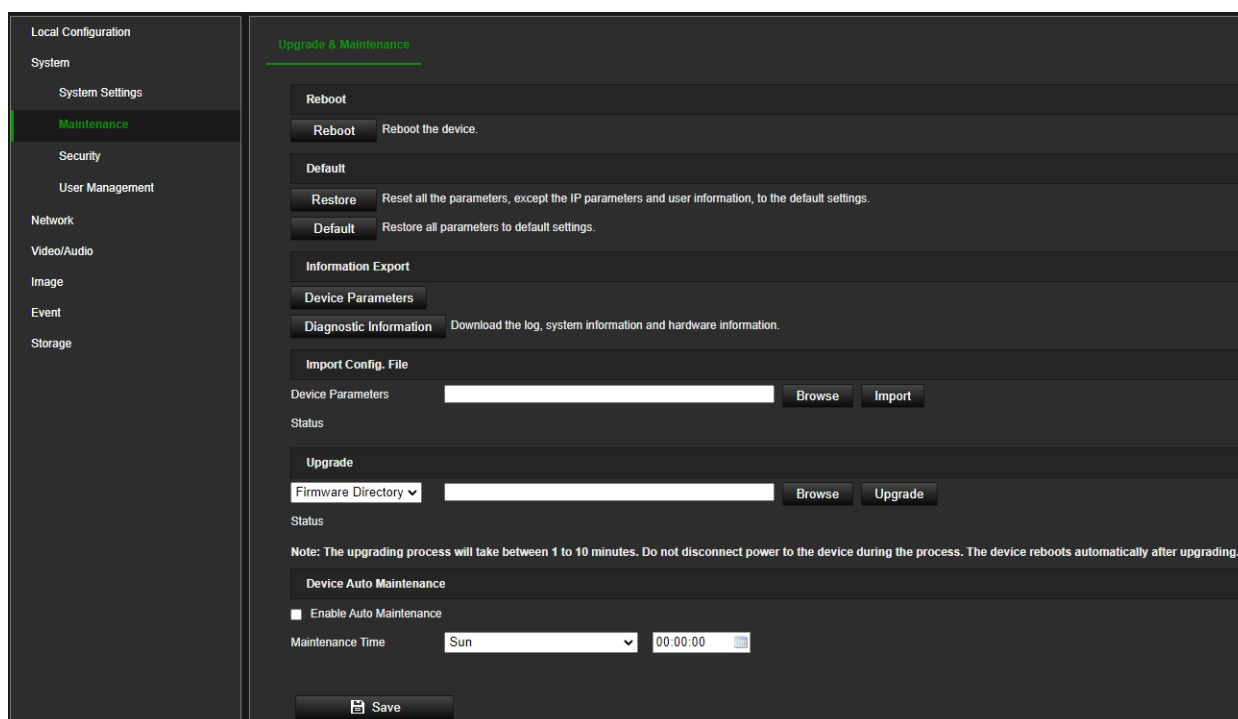 Local Configuration
System
System Settings
Maintenance
Security
User Management
Network
Video/Audio
Image
Event
Storage
Upgrade & Maintenance
Reboot
Reboot Reboot the device.
Default
Restore Reset all the parameters, except the IP parameters and user information, to the default settings.
Default Restore all parameters to default settings.
Information Export
Device Parameters
Diagnostic Information Download the log, system information and hardware information.
Import Config. File
Device Parameters Browse Import
Status
Upgrade
Firmware Directory Browse Upgrade
Status
Note: The upgrading process will take between 1 to 10 minutes. Do not disconnect power to the device during the process. The device reboots automatically after upgrading.
Device Auto Maintenance
Enable Auto Maintenance
Maintenance Time Sun 00:00:00
Save